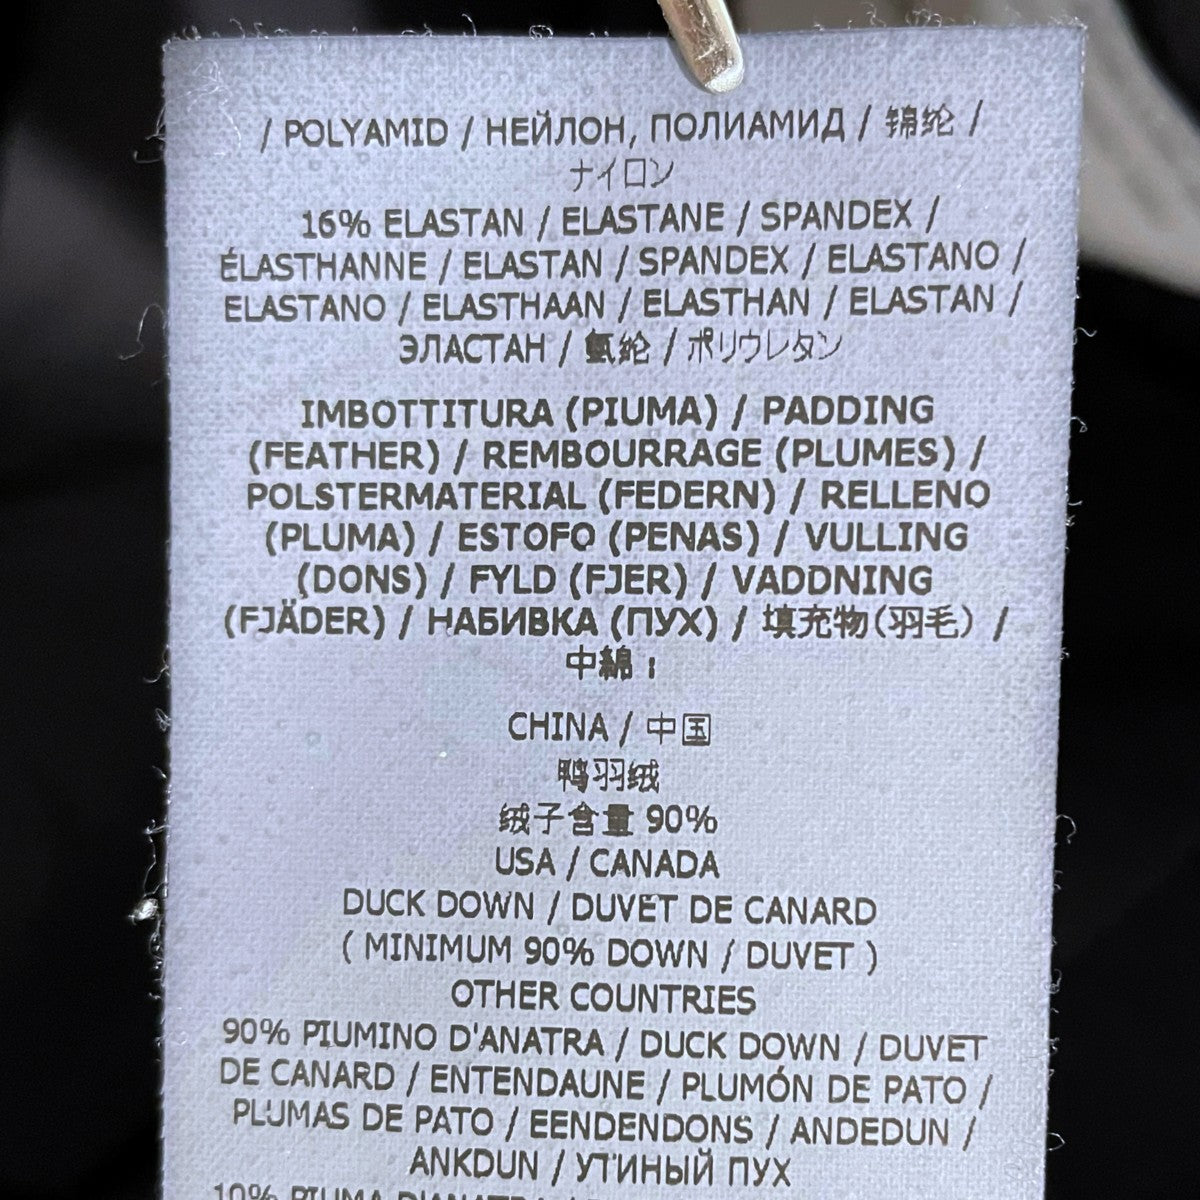 / POLYAMID / НЕЙЛОН, ПОЛИАМИД / 锦纶 /
ナイロン
16% ELASTAN / ELASTANE / SPANDEX /
ÉLASTHANNE / ELASTAN / SPANDEX / ELASTANO /
ELASTANO / ELASTHAAN / ELASTHAN / ELASTAN /
ЭЛАСТАН / 氨纶 / ポリウレタン
IMBOTTITURA (PIUMA) / PADDING
(FEATHER) / REMBOURRAGE (PLUMES) /
POLSTERMATERIAL (FEDERN) / RELLENO
(PLUMA) / ESTOFO (PENAS) / VULLING
(DONS) / FYLD (FJER) / VADDNING
(FJÄDER) / НАБИВКА (ПУХ) / 填充物(羽毛) /
中綿 :
CHINA / 中国
鸭羽绒
绒子含量 90%
USA / CANADA
DUCK DOWN / DUVET DE CANARD
( MINIMUM 90% DOWN / DUVET )
OTHER COUNTRIES
90% PIUMINO D'ANATRA / DUCK DOWN / DUVET
DE CANARD / ENTENDAUNE / PLUMÓN DE PATO /
PLUMAS DE PATO / EENDENDONS / ANDEDUN /
ANKDUN / УТИНЫЙ ПУХ
10% PIUMA D'ANATRA /